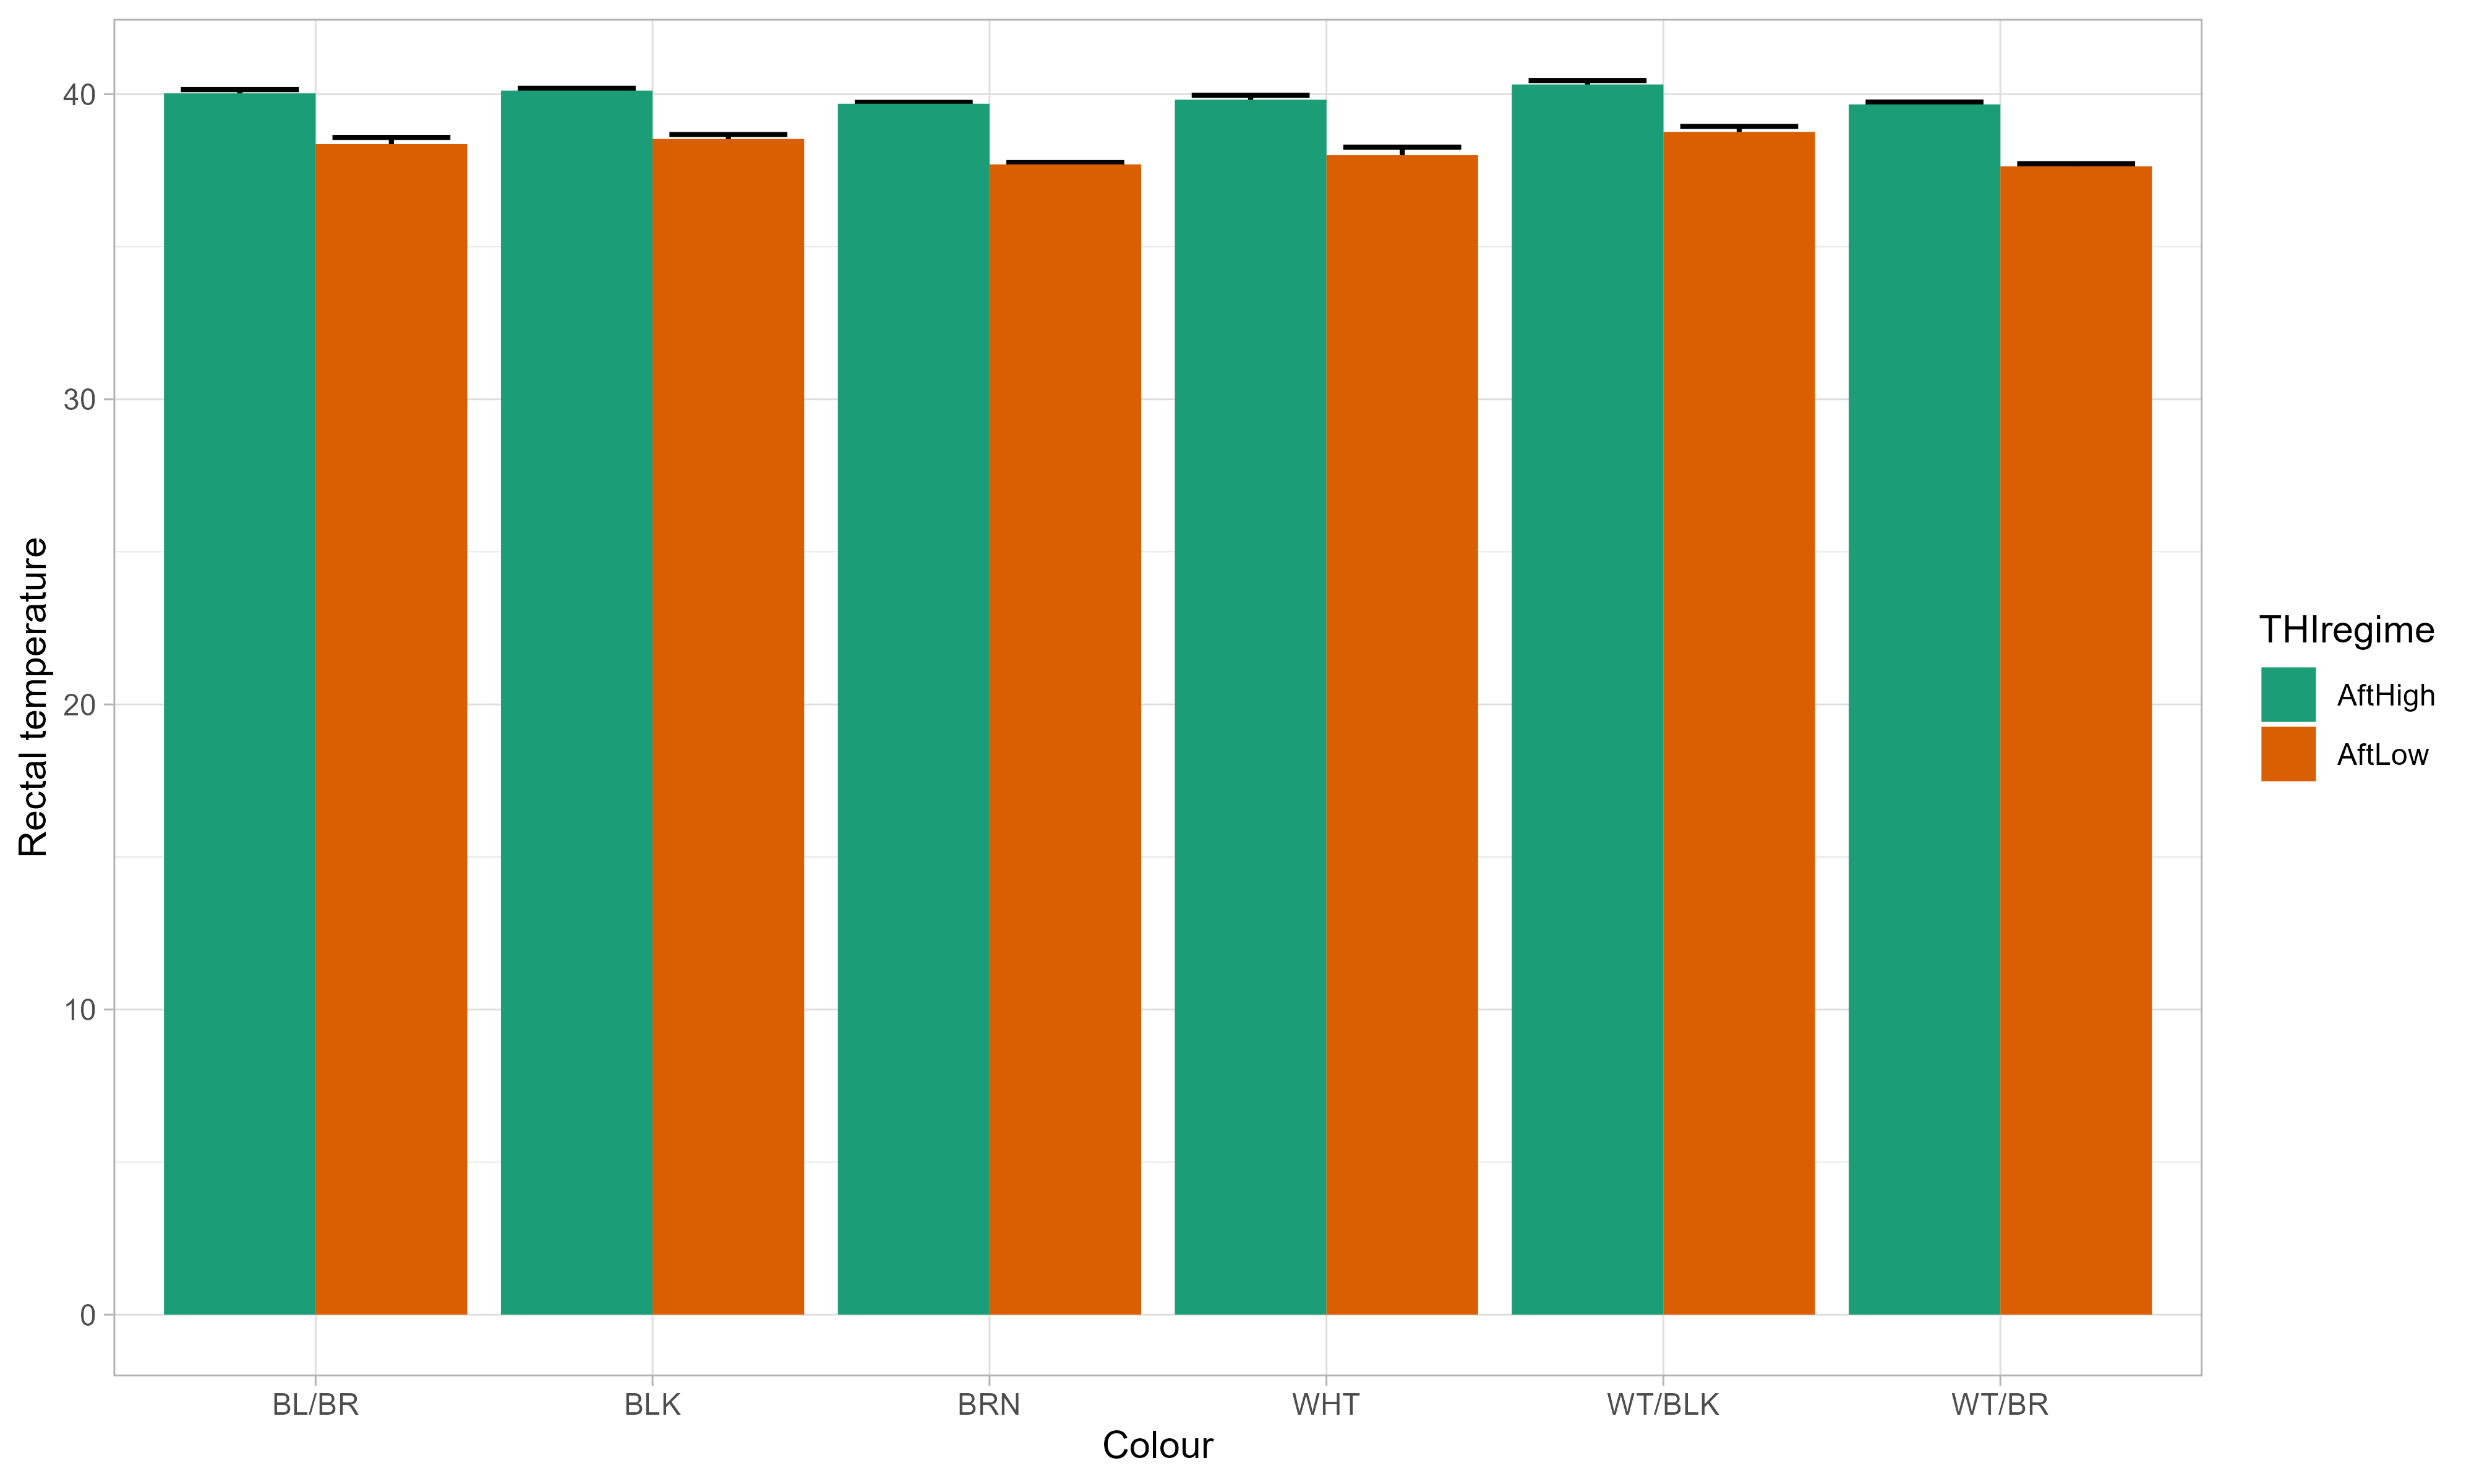 40
30
20
10
0
Rectal temperature
BL/BR BLK BRN WHT WT/BLK WT/BR
Colour
THIregime
AftHigh
AftLow